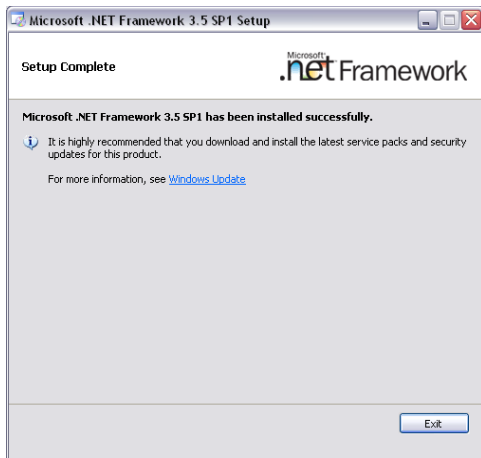 Microsoft .NET Framework 3.5 SP1 Setup
Setup Complete
Microsoft
.net Framework
Microsoft .NET Framework 3.5 SP1 has been installed successfully.
It is highly recommended that you download and install the latest service packs and security
updates for this product.
For more information, see Windows Update
Exit